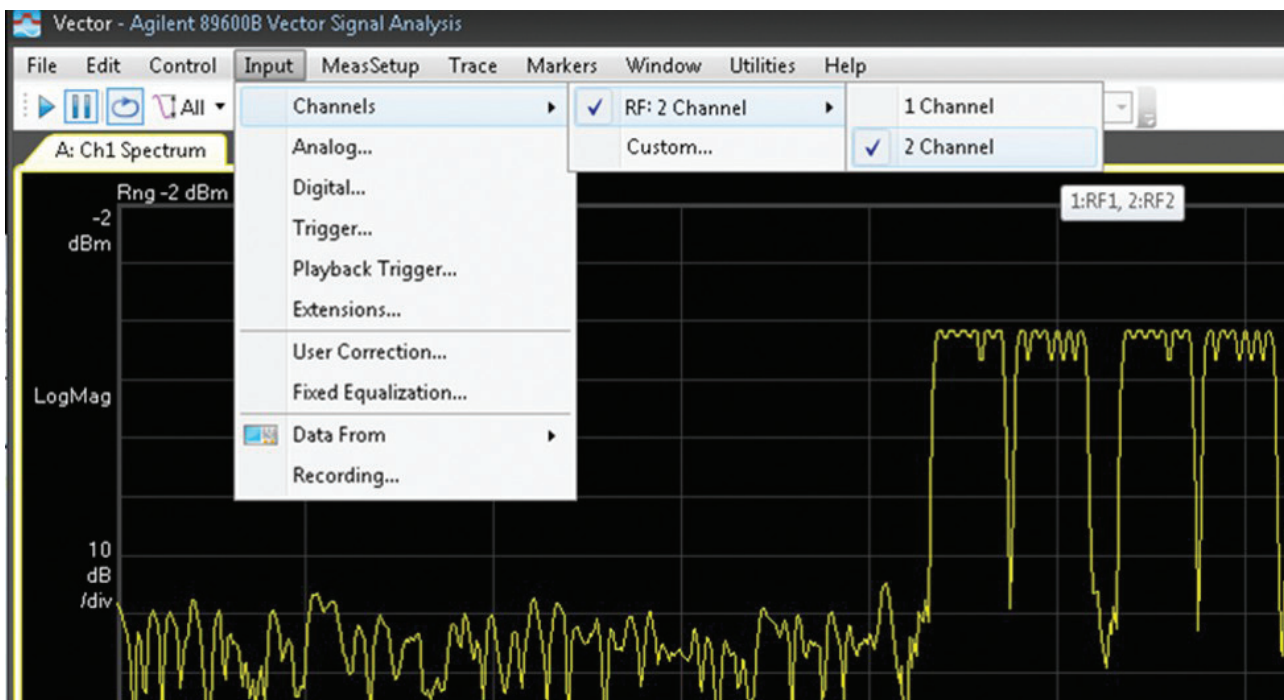 Vector - Agilent 89600B Vector Signal Analysis
File Edit Control Input MeasSetup Trace Markers Window Utilities Help
All
Channels
RF: 2 Channel
1 Channel
A: Ch1 Spectrum
Analog...
Custom...
2 Channel
Rng -2 dBm
Digital...
1:RF1, 2:RF2
-2
dBm
Trigger...
Playback Trigger...
Extensions...
User Correction...
LogMag
Fixed Equalization...
Data From
Recording...
10
dB
/div